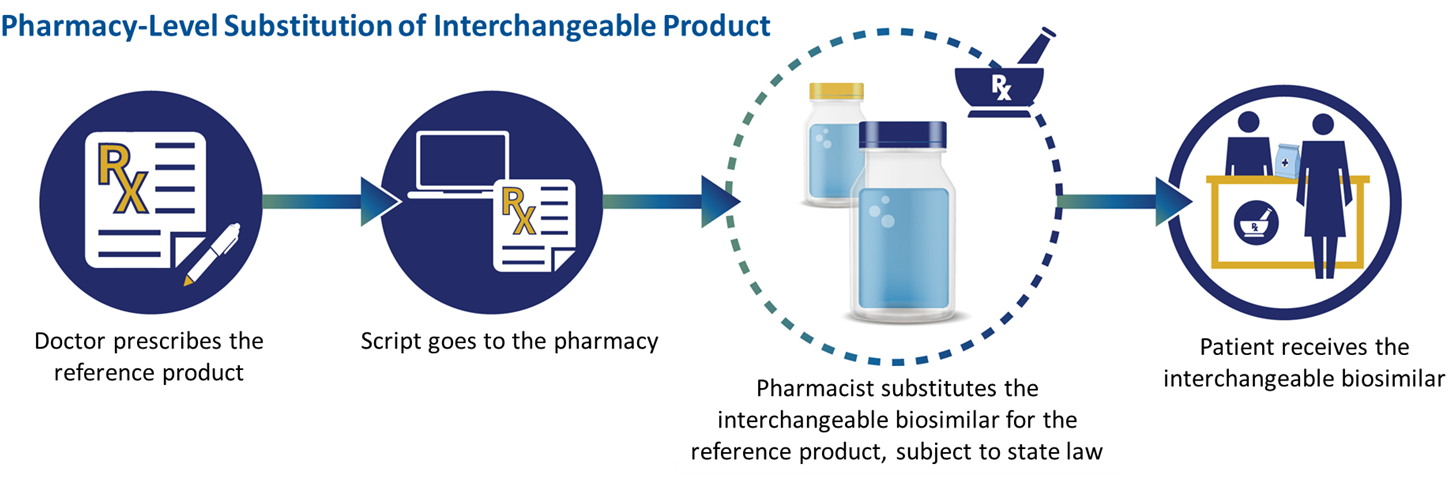 Pharmacy-Level Substitution of Interchangeable Product
Rx
Rx
Rx
Rx
Doctor prescribes the
reference product
Script goes to the pharmacy
Pharmacist substitutes the
interchangeable biosimilar for the
reference product, subject to state law
Patient receives the
interchangeable biosimilar